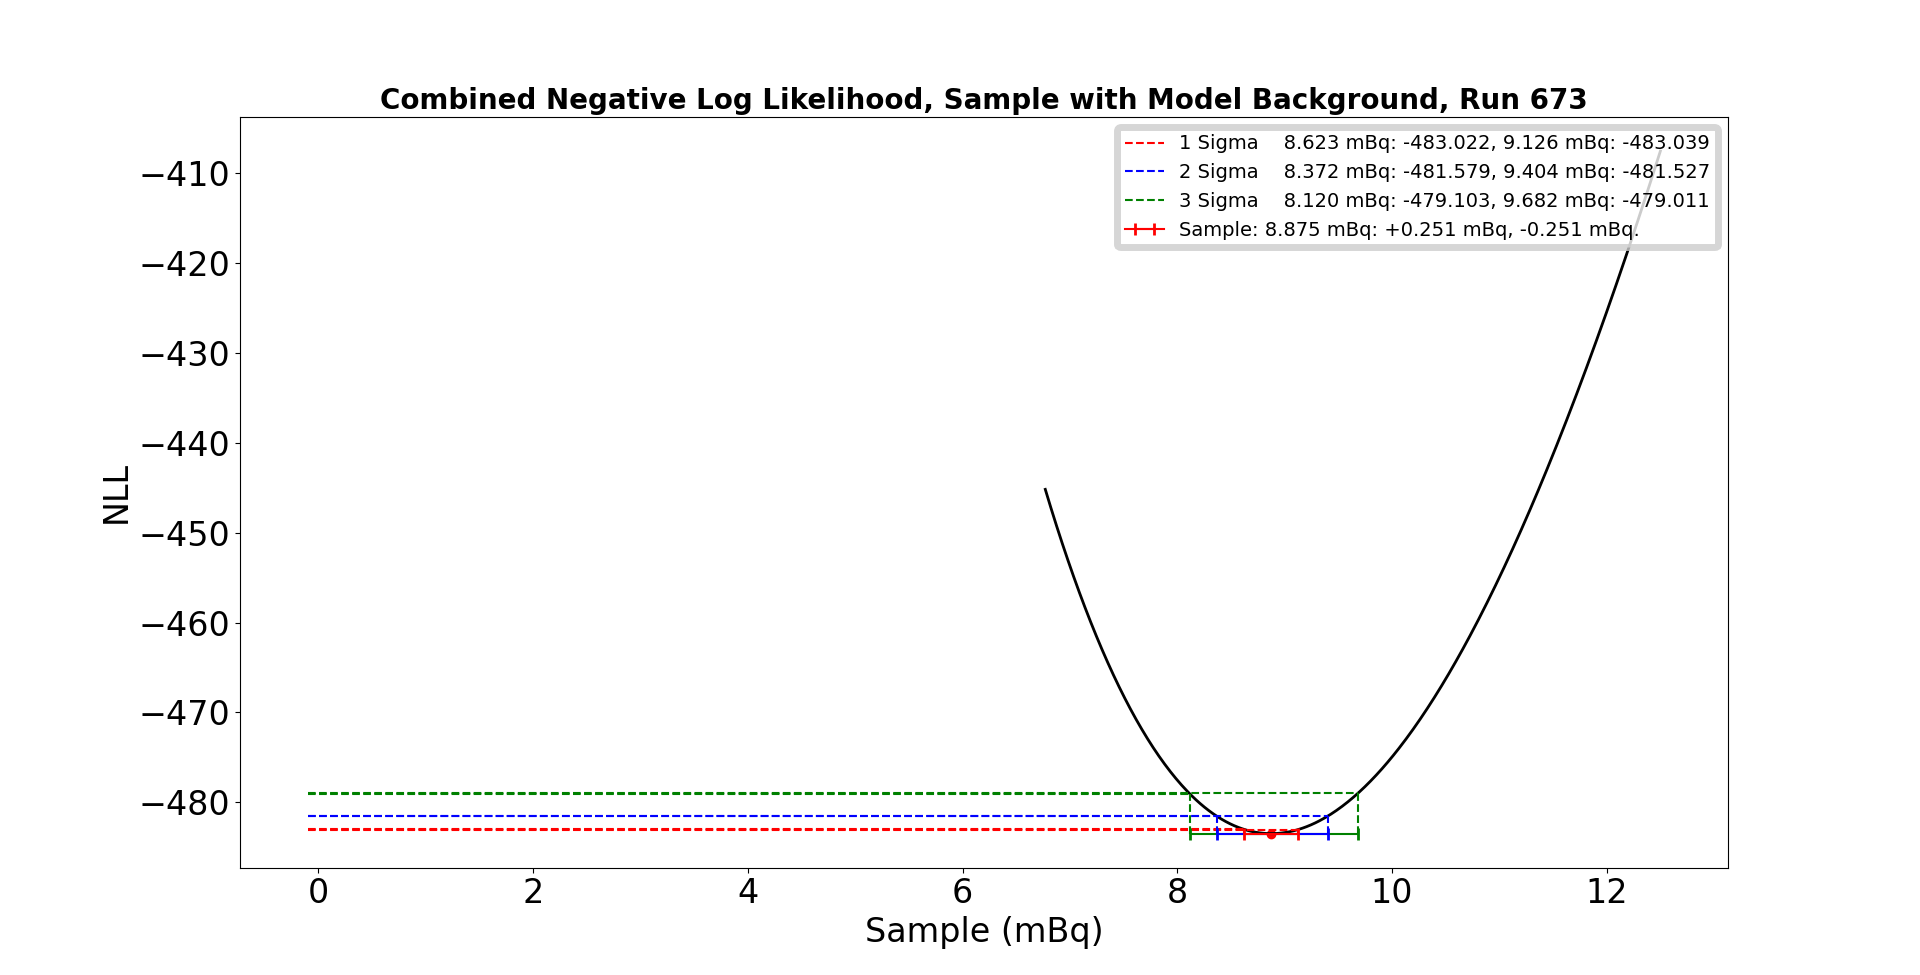 Combined Negative Log Likelihood, Sample with Model Background, Run 673
1 Sigma    8.623 mBq: -483.022, 9.126 mBq: -483.039
2 Sigma    8.372 mBq: -481.579, 9.404 mBq: -481.527
3 Sigma    8.120 mBq: -479.103, 9.682 mBq: -479.011
Sample: 8.875 mBq: +0.251 mBq, -0.251 mBq.
−410
−420
−430
−440
−450
−460
−470
−480
NLL
0 2 4 6 8 10 12
Sample (mBq)